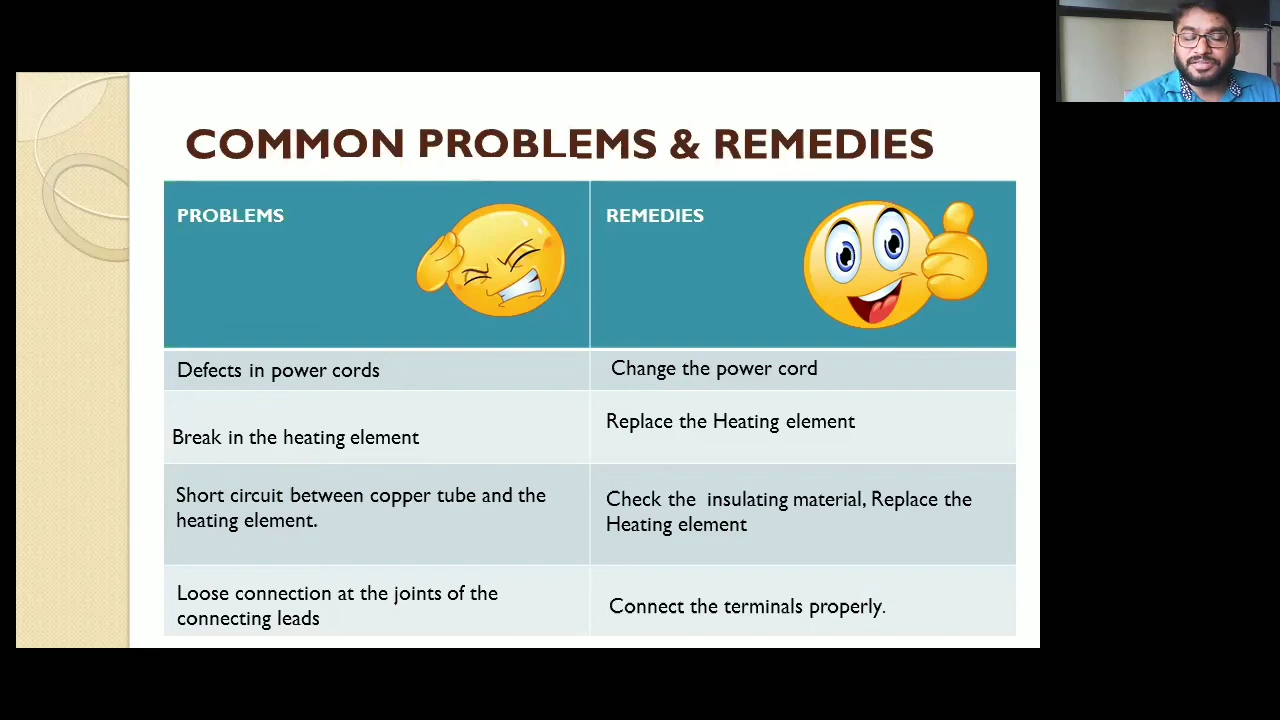 COMMON PROBLEMS & REMEDIES
PROBLEMS
REMEDIES
Defects in power cords
Change the power cord
Break in the heating element
Replace the Heating element
Short circuit between copper tube and the
heating element.
Check the insulating material, Replace the
Heating element
Loose connection at the joints of the
connecting leads
Connect the terminals properly.